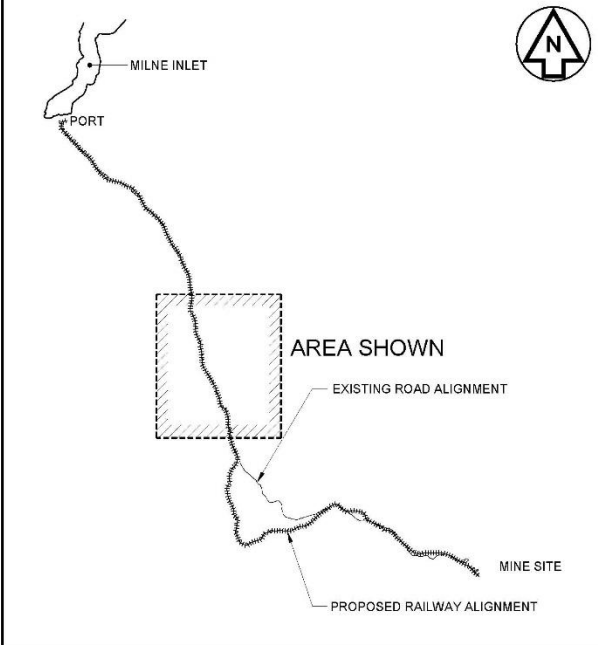 N
MILNE INLET
PORT
AREA SHOWN
EXISTING ROAD ALIGNMENT
MINE SITE
PROPOSED RAILWAY ALIGNMENT